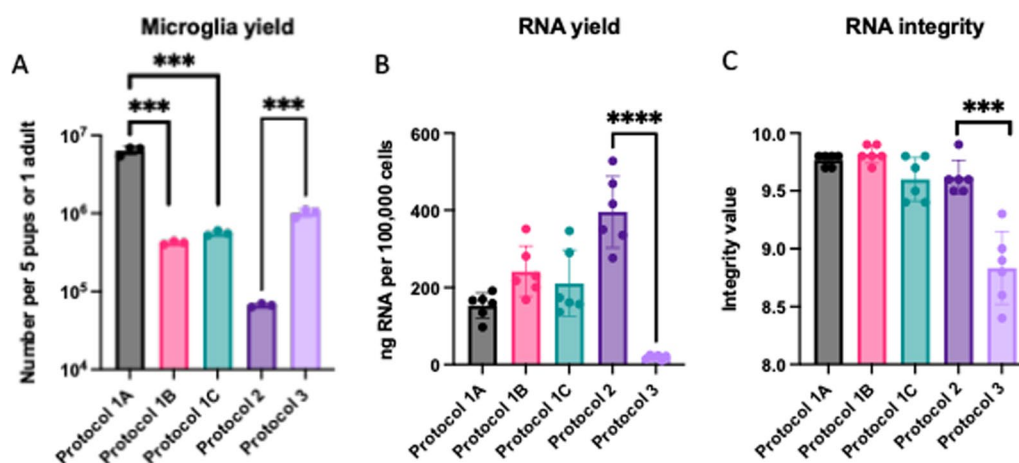 Microglia yield
RNA yield
RNA integrity
A
B
C
***
***
***
****
***
Number per 5 pups or 1 adult
10⁷
10⁶
10⁵
10⁴
Protocol 1A
Protocol 1B
Protocol 1C
Protocol 2
Protocol 3
ng RNA per 100,000 cells
600
400
200
0
Protocol 1A
Protocol 1B
Protocol 1C
Protocol 2
Protocol 3
Integrity value
10.0
9.5
9.0
8.5
8.0
Protocol 1A
Protocol 1B
Protocol 1C
Protocol 2
Protocol 3